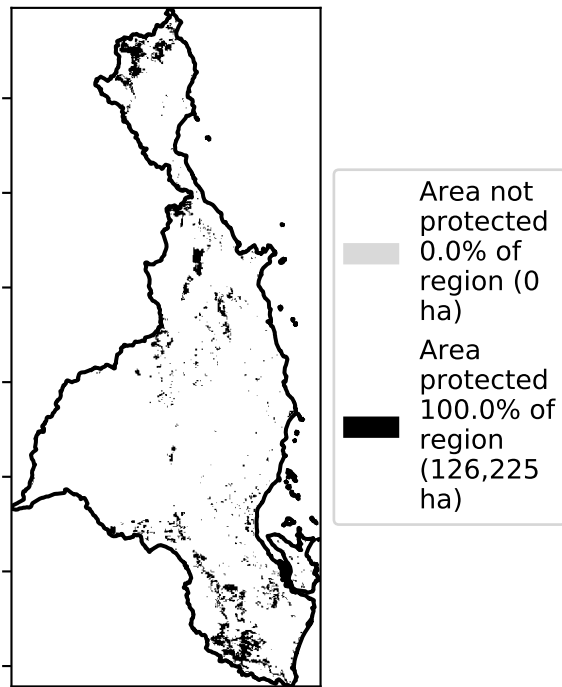 Area not
protected
0.0% of
region (0
ha)
Area
protected
100.0% of
region
(126,225
ha)